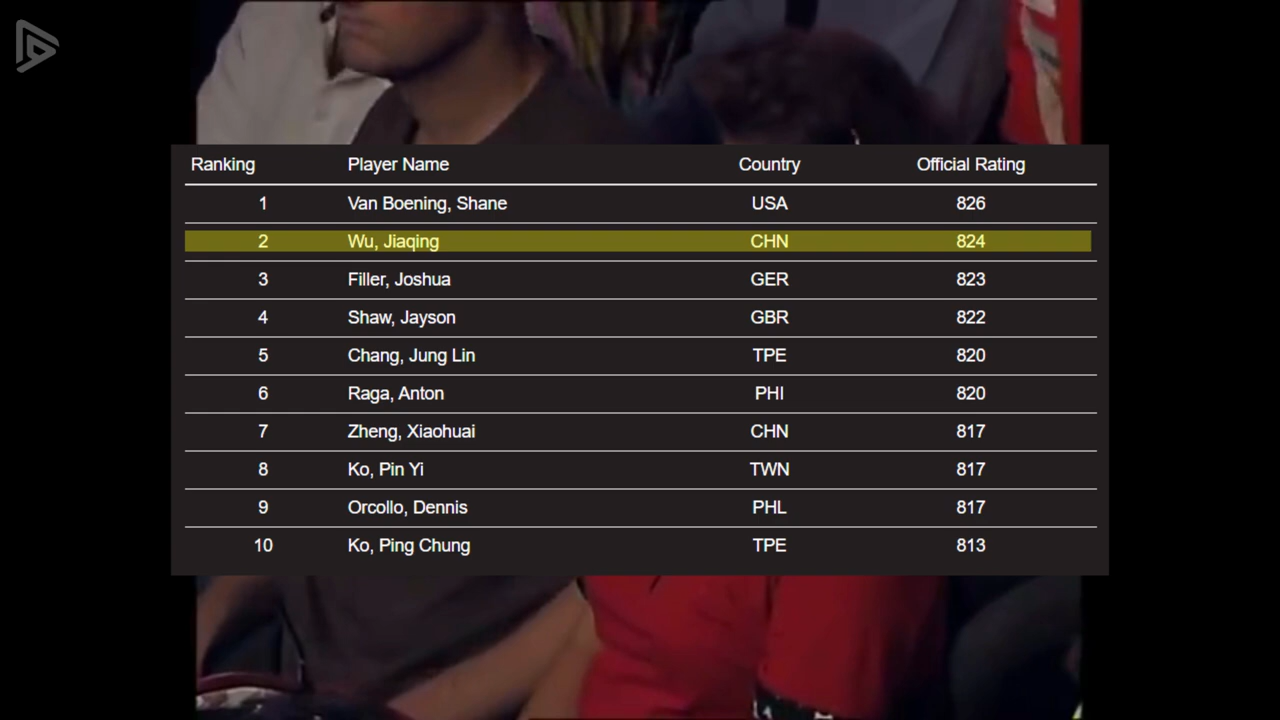 Ranking Player Name Country Official Rating
1 Van Boening, Shane USA 826
2 Wu, Jiaqing CHN 824
3 Filler, Joshua GER 823
4 Shaw, Jayson GBR 822
5 Chang, Jung Lin TPE 820
6 Raga, Anton PHI 820
7 Zheng, Xiaohuai CHN 817
8 Ko, Pin Yi TWN 817
9 Orcollo, Dennis PHL 817
10 Ko, Ping Chung TPE 813